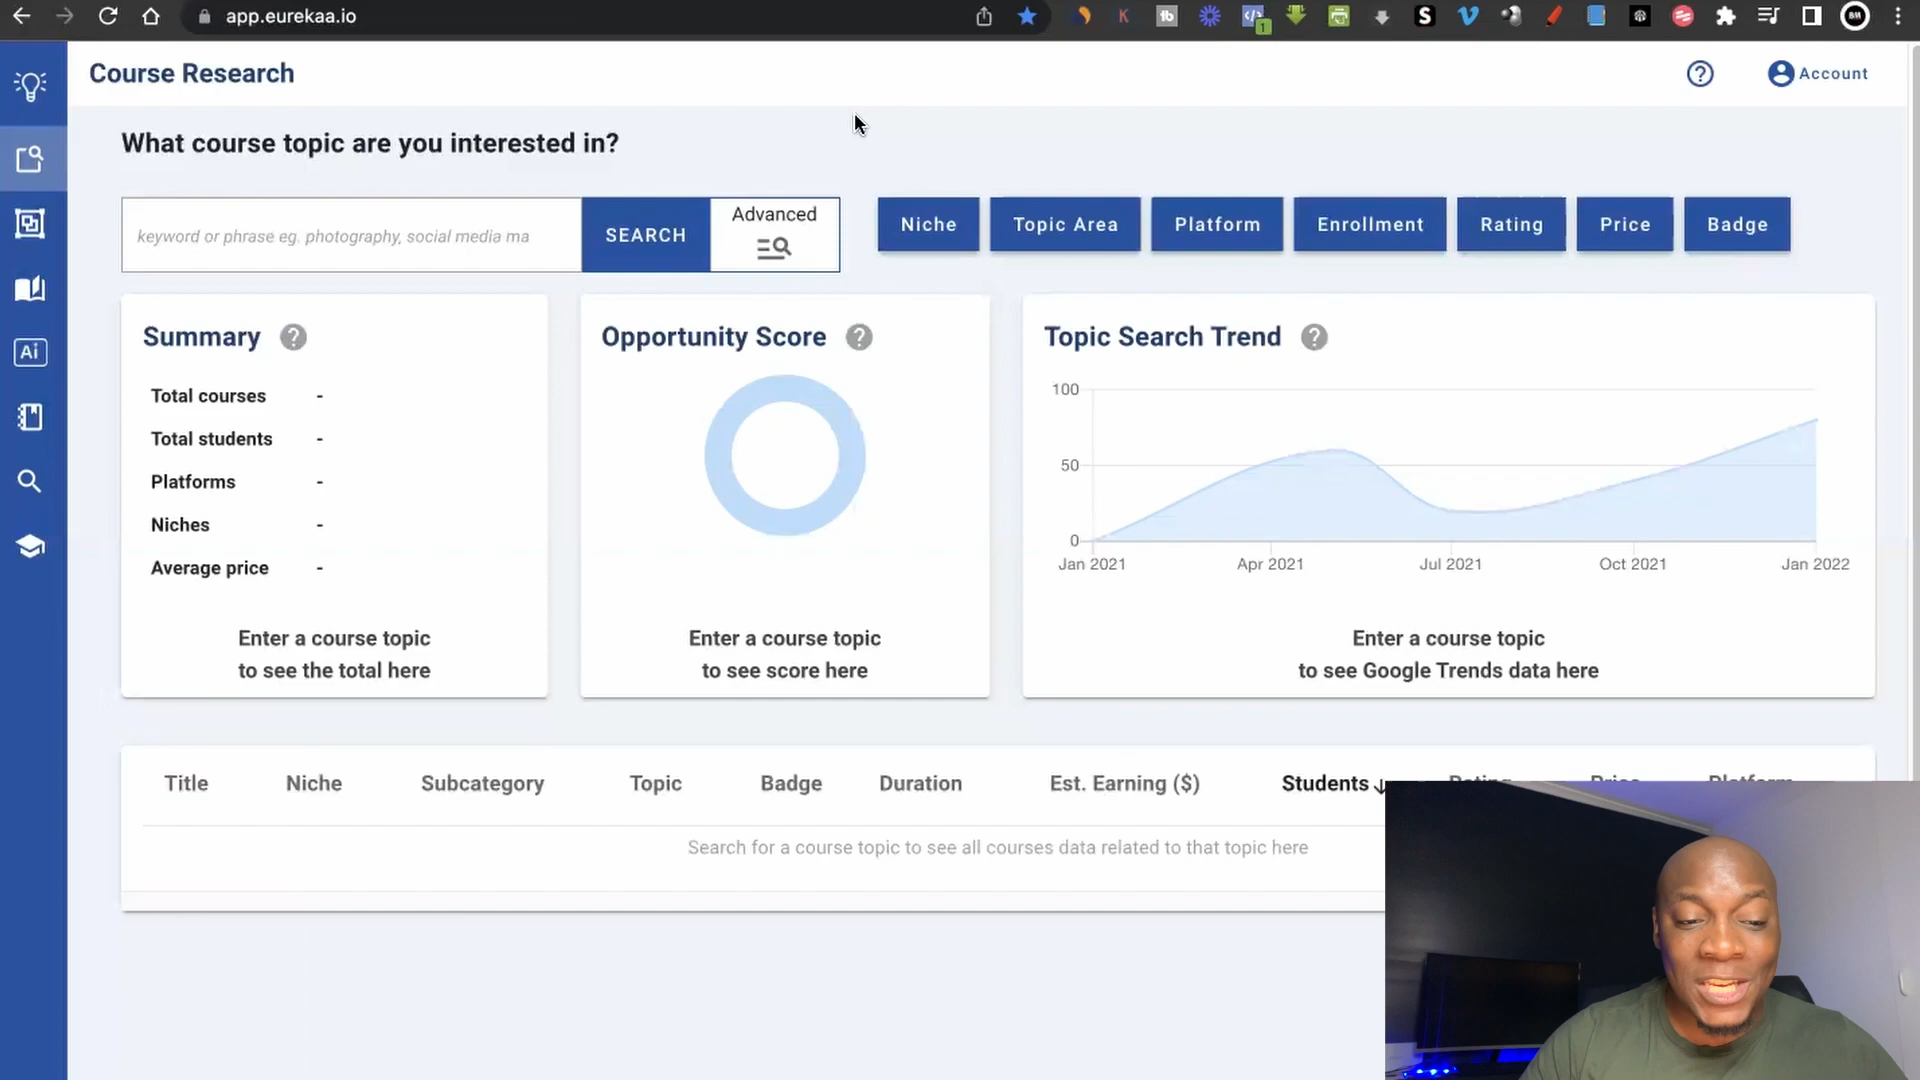 app.eurekaa.io
1
Course Research
Account
What course topic are you interested in?
keyword or phrase eg. photography, social media ma
SEARCH
Advanced
Niche
Topic Area
Platform
Enrollment
Rating
Price
Badge
Summary
Total courses -
Total students -
Platforms -
Niches -
Average price -
Enter a course topic
to see the total here
Opportunity Score
Enter a course topic
to see score here
Topic Search Trend
100
50
0
Jan 2021 Apr 2021 Jul 2021 Oct 2021 Jan 2022
Enter a course topic
to see Google Trends data here
Ai
Title Niche Subcategory Topic Badge Duration Est. Earning ($) Students Rating Price Platform
Search for a course topic to see all courses data related to that topic here